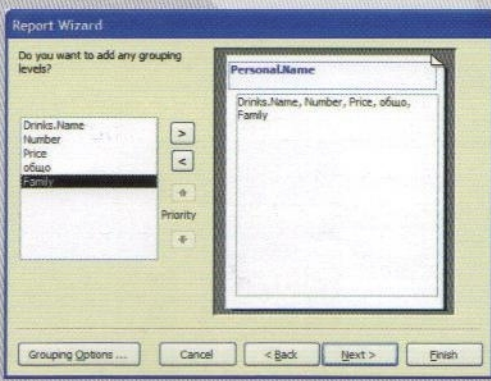 Report Wizard
Do you want to add any grouping
levels?
Drinks.Name
Number
Price
общо
Family
>
<
Priority
Personal.Name
Drinks.Name, Number, Price, общо,
Family
Grouping Options ...
Cancel
< Back
Next >
Finish